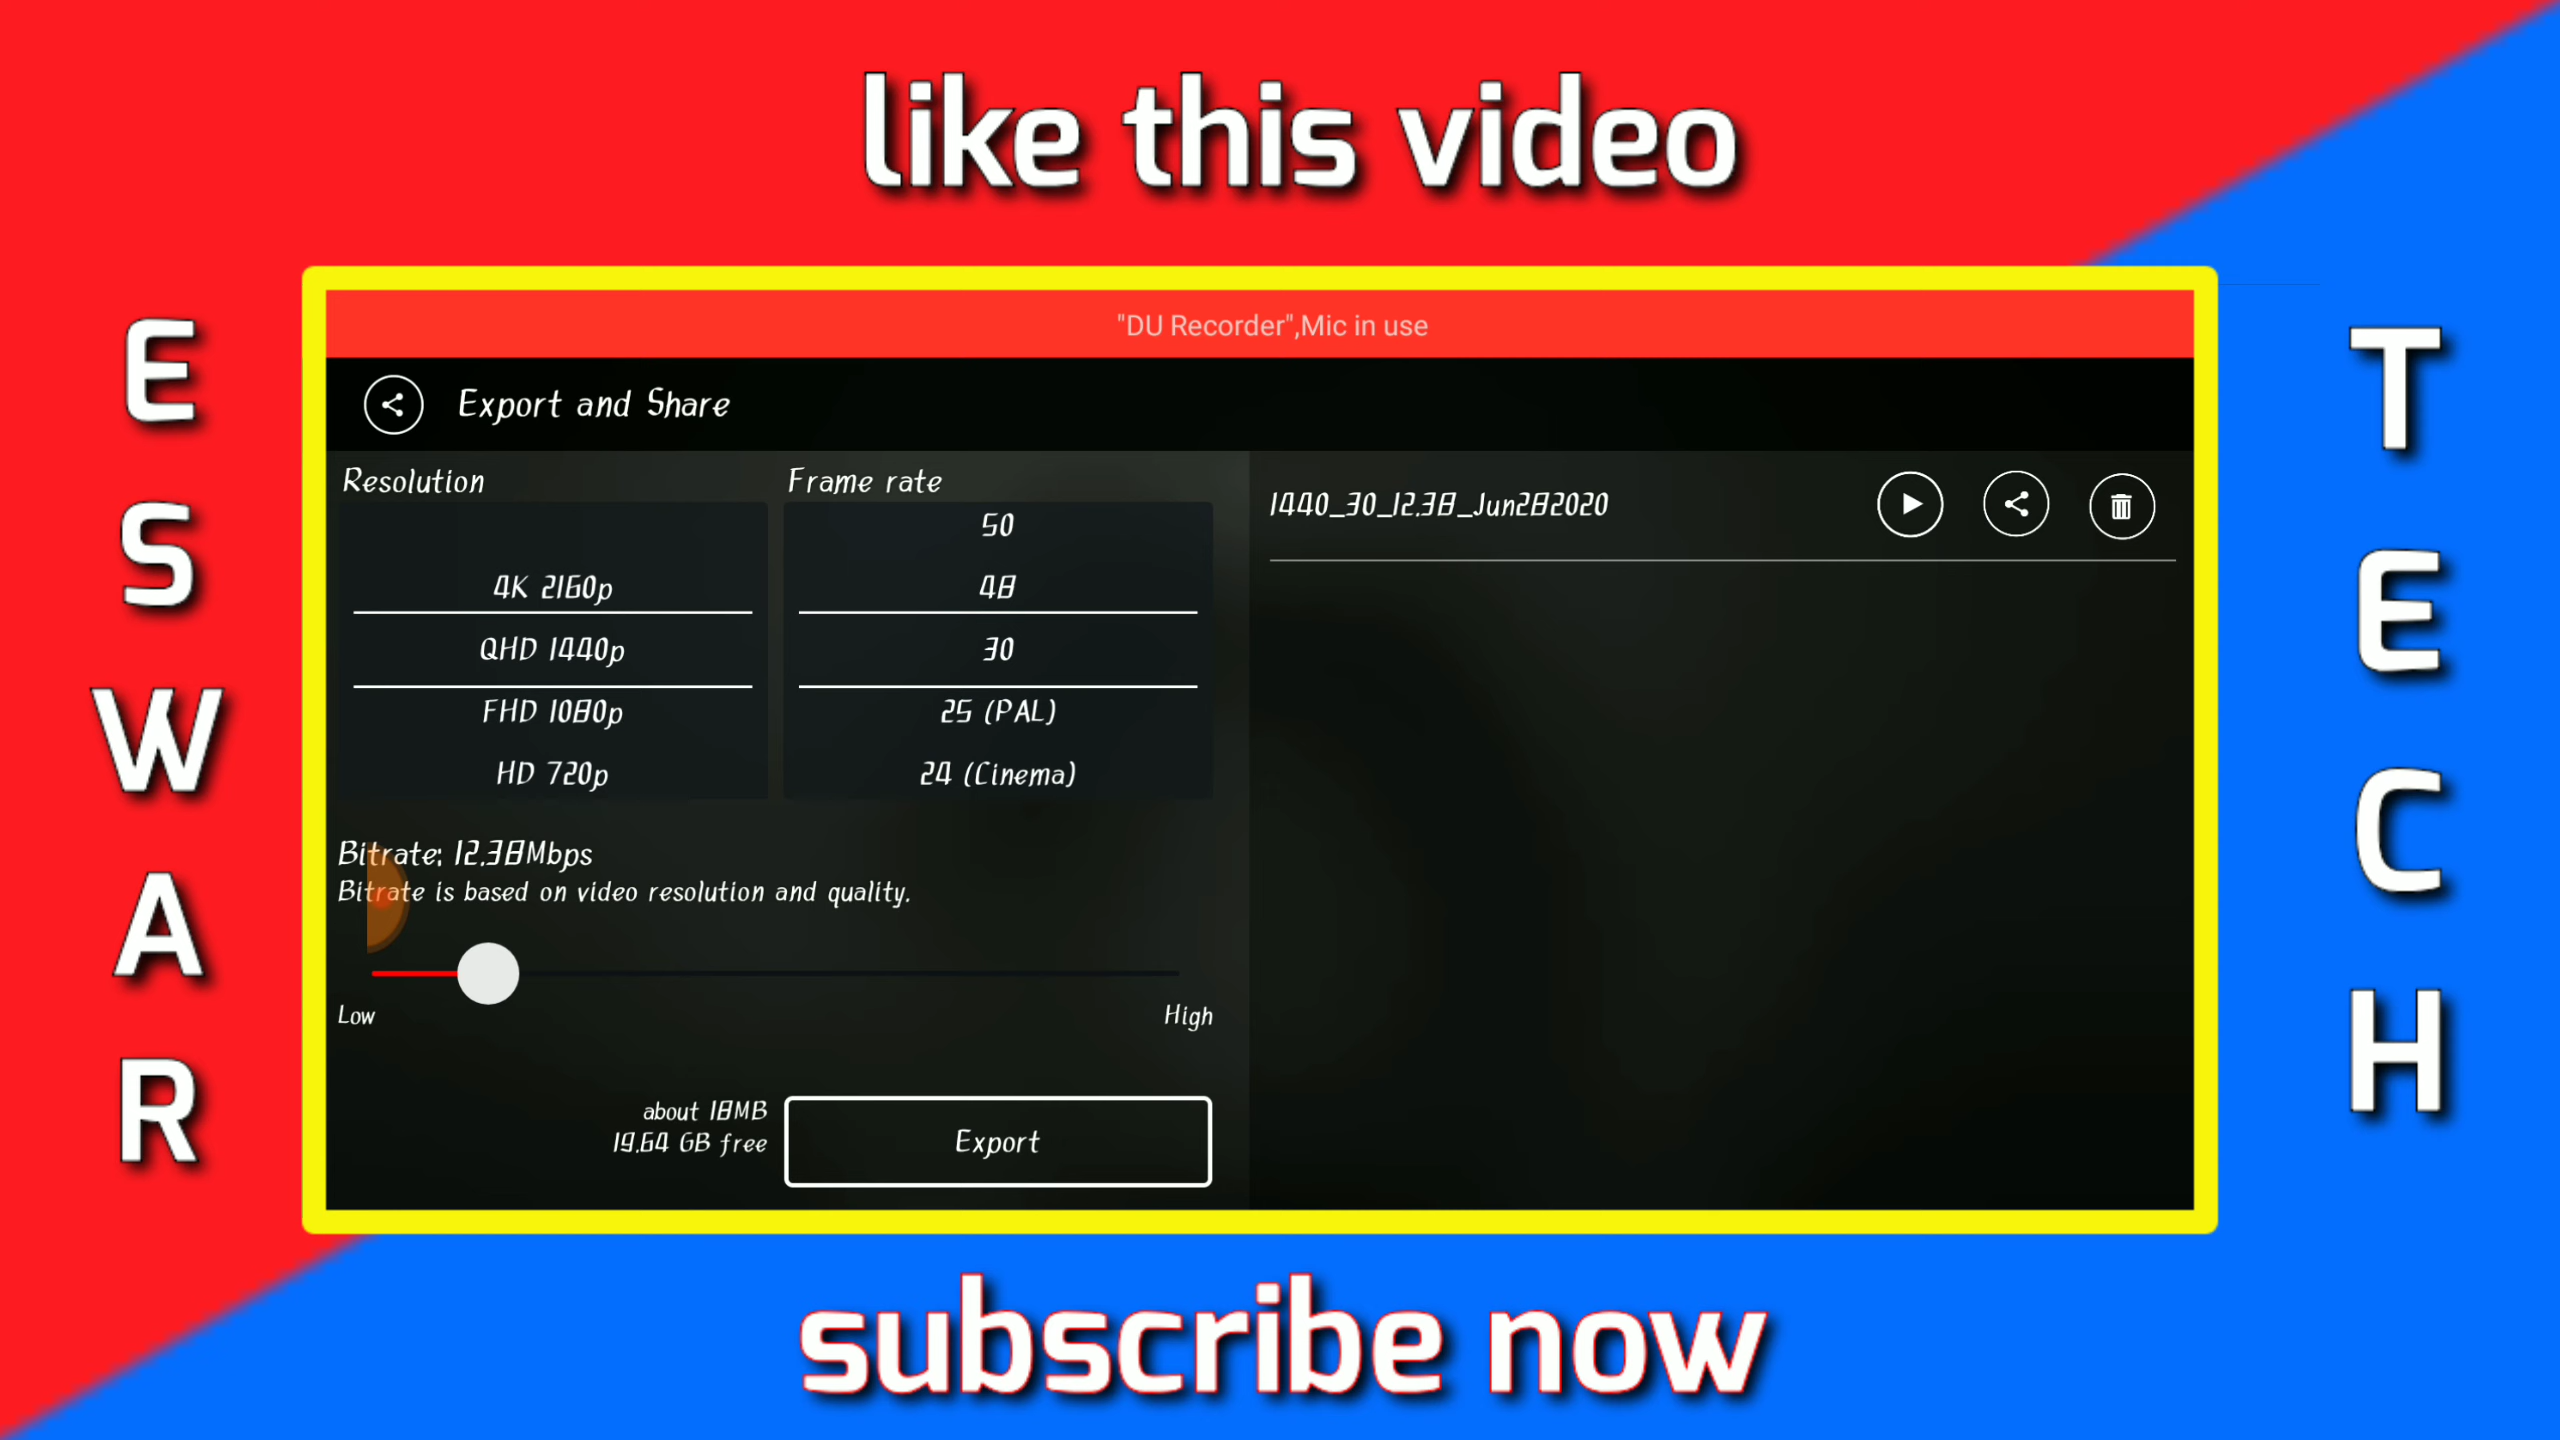 like this video
ESWAR
TECH
"DU Recorder",Mic in use
Export and Share
Resolution
4K 2160p
QHD 1440p
FHD 1080p
HD 720p
Frame rate
50
48
30
25 (PAL)
24 (Cinema)
Bitrate: 12.38Mbps
Bitrate is based on video resolution and quality.
Low
High
about 18MB
19.64 GB free
Export
1440_30_12.38_Jun282020
subscribe now